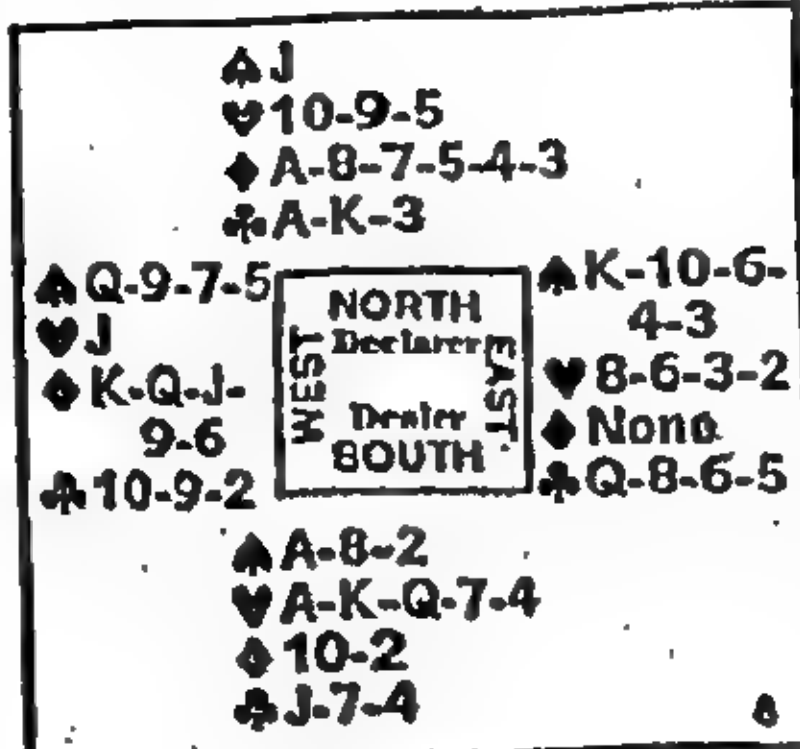 ♠ J
♥ 10-9-5
♦ A-8-7-5-4-3
♣ A-K-3
♠ Q-9-7-5
♥ J
♦ K-Q-J-
9-6
♣ 10-9-2
NORTH
Declarer
WEST
EAST
Dealer
SOUTH
♠ K-10-6-
4-3
♥ 8-6-3-2
♦ None
♣ Q-8-6-5
♠ A-8-2
♥ A-K-Q-7-4
♦ 10-2
♣ J-7-4